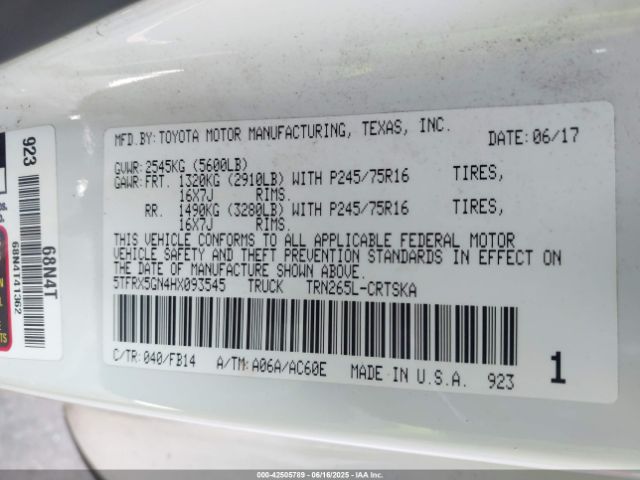 MFD.BY:TOYOTA MOTOR MANUFACTURING, TEXAS, INC. DATE:06/17
GVWR:2545KG (5600LB)
GAWR:FRT. 1320KG (2910LB) WITH P245/75R16 TIRES,
16X7J RIMS.
RR. 1490KG (3280LB) WITH P245/75R16 TIRES,
16X7J RIMS.
THIS VEHICLE CONFORMS TO ALL APPLICABLE FEDERAL MOTOR
VEHICLE SAFETY AND THEFT PREVENTION STANDARDS IN EFFECT ON
THE DATE OF MANUFACTURE SHOWN ABOVE.
5TFRX5GN4HX093545 TRUCK TRN265L-CRTSKA
C/TR:040/FB14 A/TM:A06A/AC60E MADE IN U.S.A. 923 1
923
68N4T
68N4141362
000-42505789 - 06/16/2025 - IAA Inc.